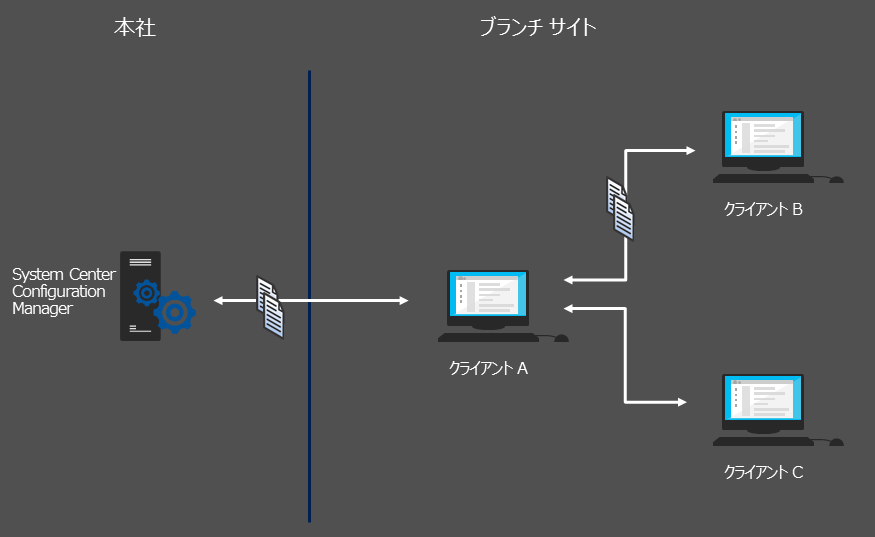 本社
ブランチ サイト
クライアント B
System Center
Configuration
Manager
クライアント A
クライアント C